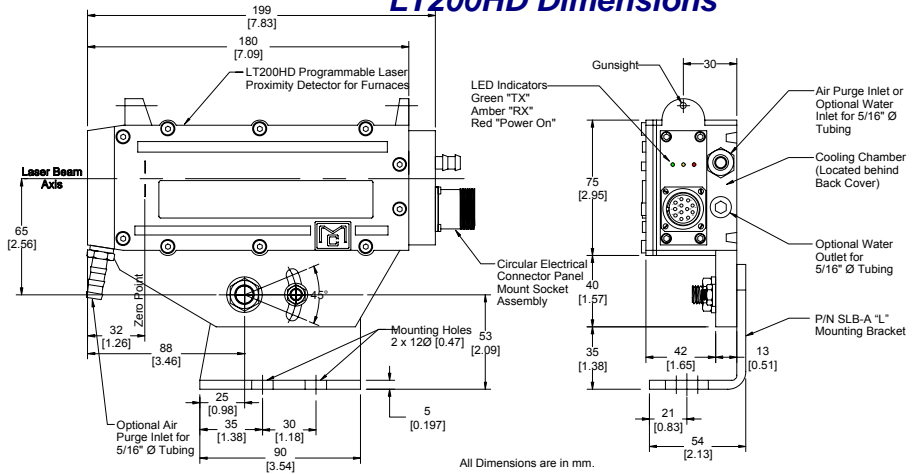 LT200HD Dimensions
199
[7.83]
180
[7.09]
LT200HD Programmable Laser
Proximity Detector for Furnaces
Laser Beam
Axis
65
[2.56]
Zero Point
45°
MC
Circular Electrical
Connector Panel
Mount Socket
Assembly
32
[1.26]
88
[3.46]
Mounting Holes
2 x 12Ø [0.47]
53
[2.09]
Optional Air
Purge Inlet for
5/16" Ø Tubing
25
[0.98]
35
[1.38]
30
[1.18]
90
[3.54]
5
[0.197]
Gunsight
30
LED Indicators
Green "TX"
Amber "RX"
Red "Power On"
Air Purge Inlet or
Optional Water
Inlet for 5/16" Ø
Tubing
Cooling Chamber
(Located behind
Back Cover)
75
[2.95]
Optional Water
Outlet for
5/16" Ø Tubing
40
[1.57]
P/N SLB-A "L"
Mounting Bracket
35
[1.38]
42
[1.65]
13
[0.51]
21
[0.83]
54
[2.13]
All Dimensions are in mm.